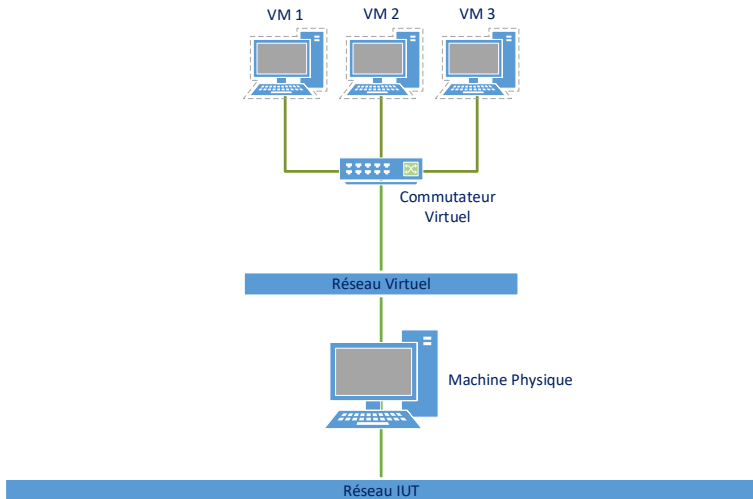 VM 1
VM 2
VM 3
Commutateur
Virtuel
Réseau Virtuel
Machine Physique
Réseau IUT